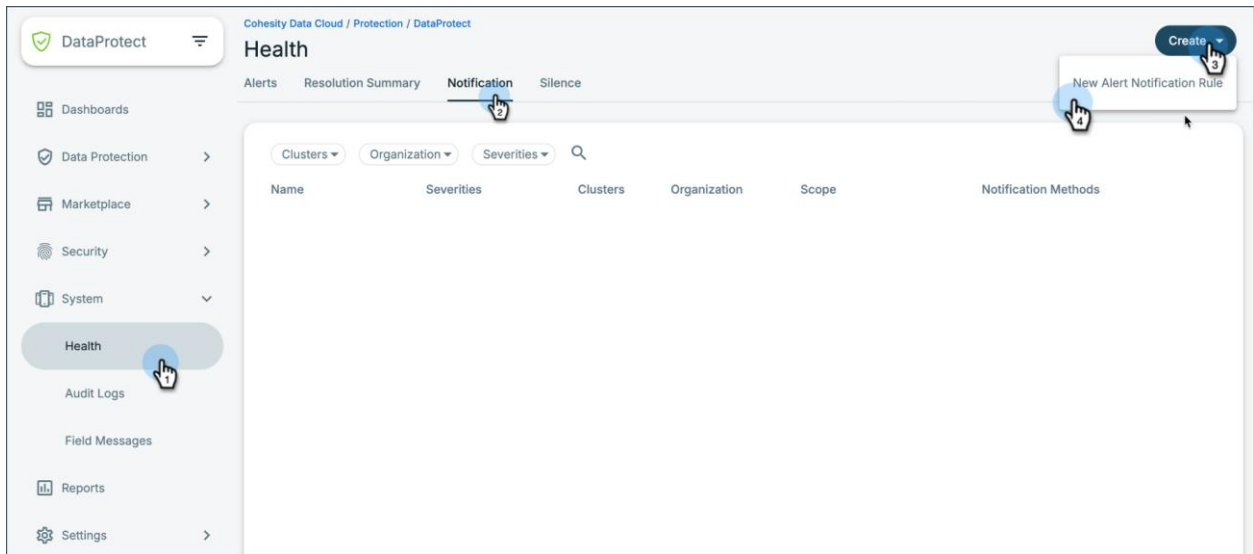 DataProtect
Cohesity Data Cloud / Protection / DataProtect
Health
Create
3
Alerts Resolution Summary Notification Silence
2
New Alert Notification Rule
4
Dashboards
Data Protection
Marketplace
Security
System
Health
1
Audit Logs
Field Messages
Reports
Settings
Clusters Organization Severities
Name Severities Clusters Organization Scope Notification Methods